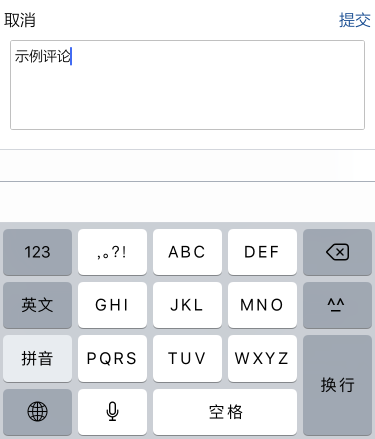 取消 提交
示例评论
123 ,。?! ABC DEF
英文 GHI JKL MNO ^^
拼音 PQRS TUV WXYZ 换行
空格